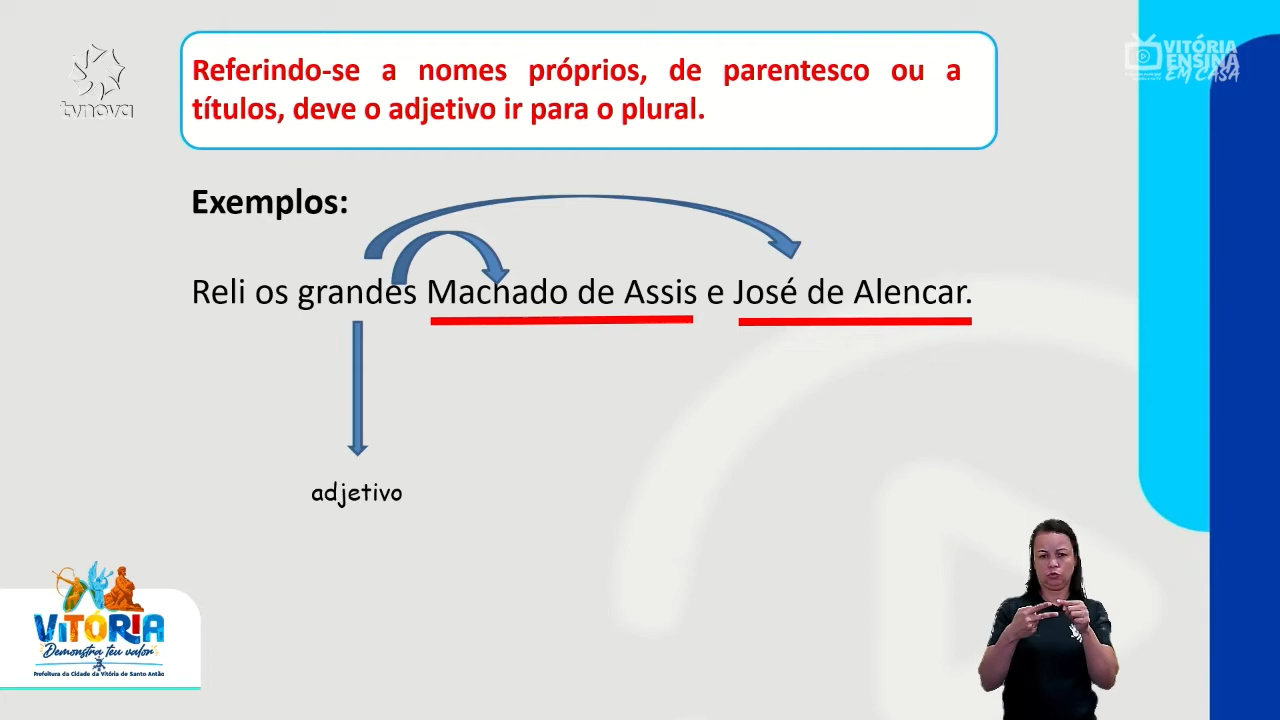 Referindo-se a nomes próprios, de parentesco ou a
títulos, deve o adjetivo ir para o plural.
tvnova
VITÓRIA
ENSINA
EM CASA
Exemplos:
Reli os grandes Machado de Assis e José de Alencar.
adjetivo
ViTÓRiA
Demonstra teu valor
Prefeitura da Cidade da Vitória de Santo Antão